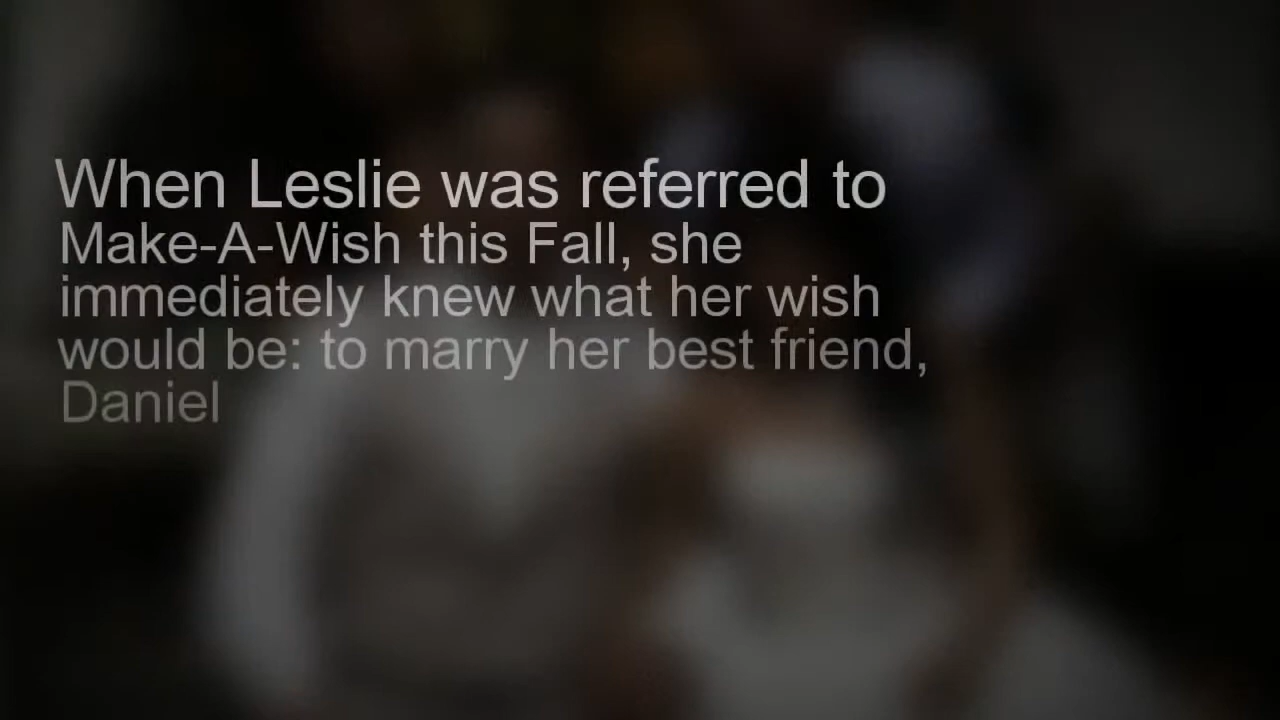 When Leslie was referred to
Make-A-Wish this Fall, she
immediately knew what her wish
would be: to marry her best friend,
Daniel